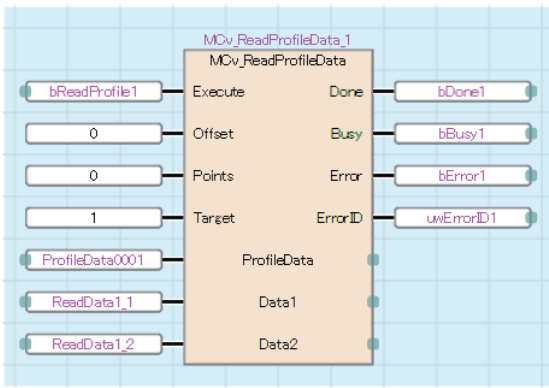 MCv_ReadProfileData_1
MCv_ReadProfileData
bReadProfile1 Execute Done bDone1
0 Offset Busy bBusy1
0 Points Error bError1
1 Target ErrorID uwErrorID1
ProfileData0001 ProfileData
ReadData1_1 Data1
ReadData1_2 Data2